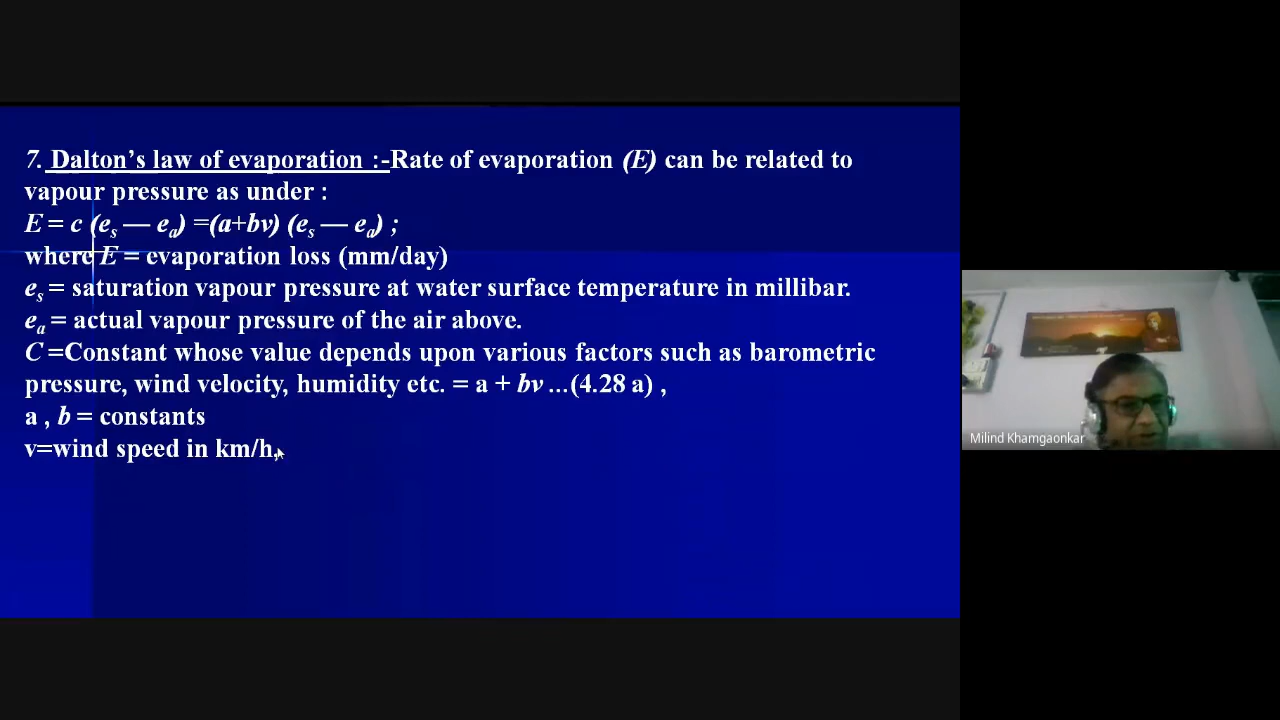 7. Dalton’s law of evaporation :-Rate of evaporation (E) can be related to
vapour pressure as under :
E = c (es — ea) =(a+bv) (es — ea) ;
where E = evaporation loss (mm/day)
es = saturation vapour pressure at water surface temperature in millibar.
ea = actual vapour pressure of the air above.
C =Constant whose value depends upon various factors such as barometric
pressure, wind velocity, humidity etc. = a + bv ...(4.28 a) ,
a , b = constants
v=wind speed in km/h,
Milind Khamgaonkar